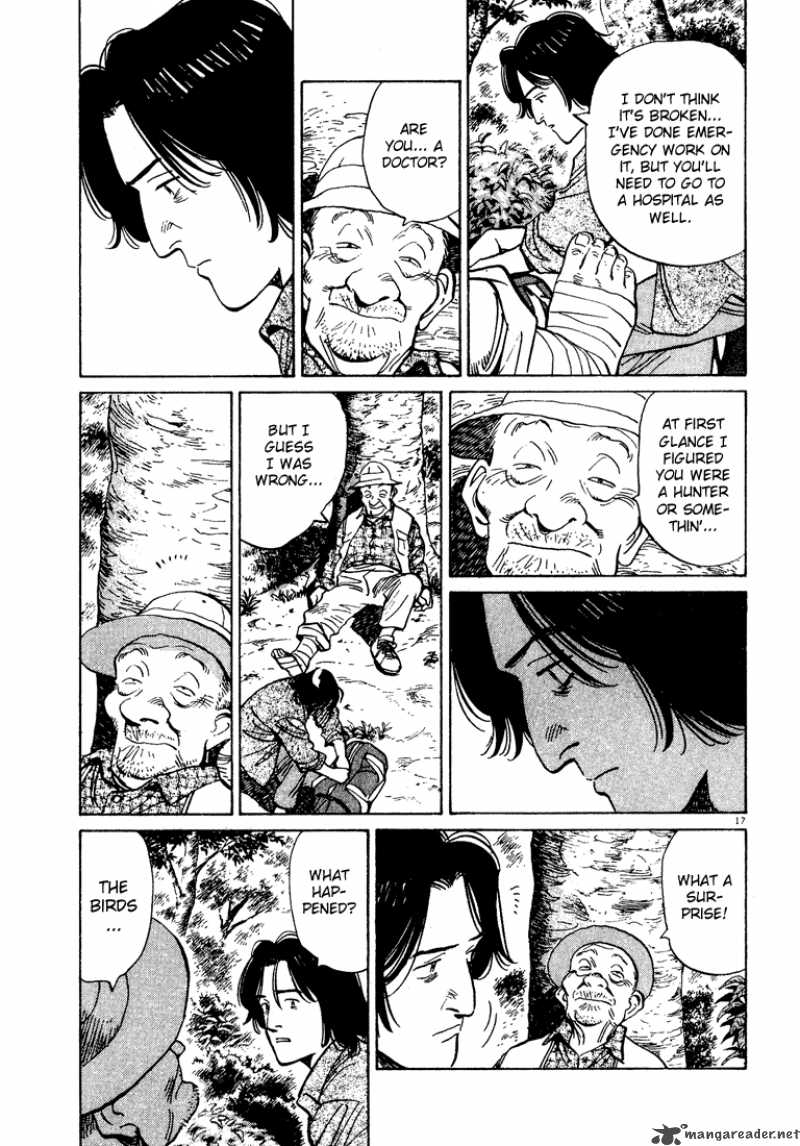 I DON'T THINK
IT'S BROKEN...
I'VE DONE EMER-
GENCY WORK ON
IT, BUT YOU'LL
NEED TO GO TO
A HOSPITAL AS
WELL.
ARE
YOU... A
DOCTOR?
AT FIRST
GLANCE I
FIGURED
YOU WERE
A HUNTER
OR SOME-
THIN'...
BUT I
GUESS
I WAS
WRONG...
17
WHAT A
SUR-
PRISE!
WHAT
HAP-
PENED?
THE
BIRDS
...
mangareader.net